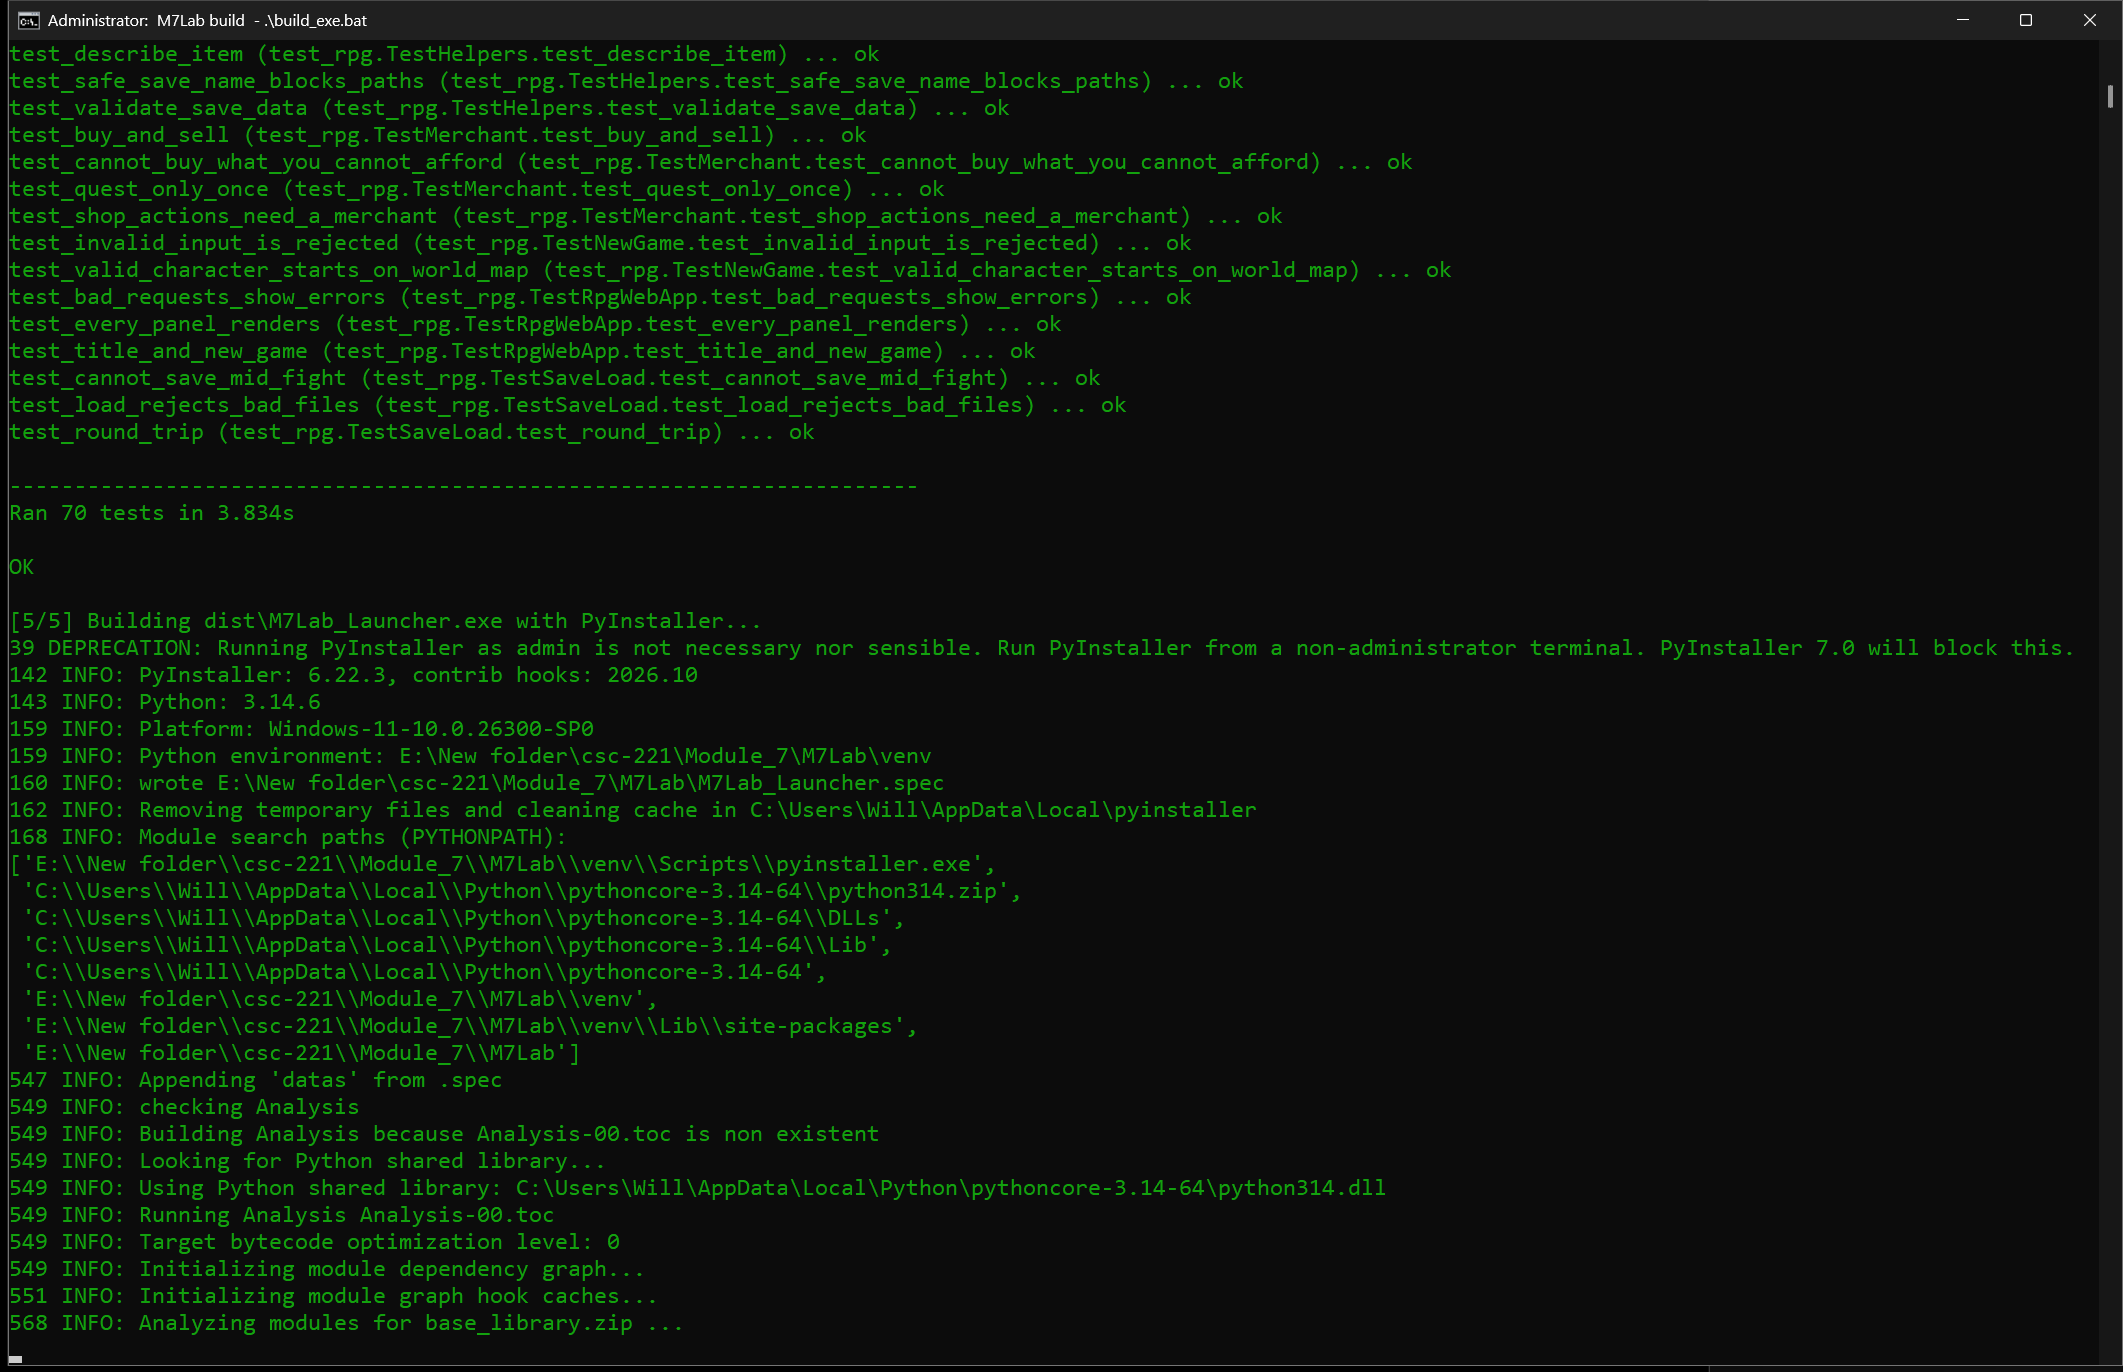 Administrator:  M7Lab build  - .\build_exe.bat
test_describe_item (test_rpg.TestHelpers.test_describe_item) ... ok
test_safe_save_name_blocks_paths (test_rpg.TestHelpers.test_safe_save_name_blocks_paths) ... ok
test_validate_save_data (test_rpg.TestHelpers.test_validate_save_data) ... ok
test_buy_and_sell (test_rpg.TestMerchant.test_buy_and_sell) ... ok
test_cannot_buy_what_you_cannot_afford (test_rpg.TestMerchant.test_cannot_buy_what_you_cannot_afford) ... ok
test_quest_only_once (test_rpg.TestMerchant.test_quest_only_once) ... ok
test_shop_actions_need_a_merchant (test_rpg.TestMerchant.test_shop_actions_need_a_merchant) ... ok
test_invalid_input_is_rejected (test_rpg.TestNewGame.test_invalid_input_is_rejected) ... ok
test_valid_character_starts_on_world_map (test_rpg.TestNewGame.test_valid_character_starts_on_world_map) ... ok
test_bad_requests_show_errors (test_rpg.TestRpgWebApp.test_bad_requests_show_errors) ... ok
test_every_panel_renders (test_rpg.TestRpgWebApp.test_every_panel_renders) ... ok
test_title_and_new_game (test_rpg.TestRpgWebApp.test_title_and_new_game) ... ok
test_cannot_save_mid_fight (test_rpg.TestSaveLoad.test_cannot_save_mid_fight) ... ok
test_load_rejects_bad_files (test_rpg.TestSaveLoad.test_load_rejects_bad_files) ... ok
test_round_trip (test_rpg.TestSaveLoad.test_round_trip) ... ok
----------------------------------------------------------------------
Ran 70 tests in 3.834s
OK
[5/5] Building dist\M7Lab_Launcher.exe with PyInstaller...
39 DEPRECATION: Running PyInstaller as admin is not necessary nor sensible. Run PyInstaller from a non-administrator terminal. PyInstaller 7.0 will block this.
142 INFO: PyInstaller: 6.22.3, contrib hooks: 2026.10
143 INFO: Python: 3.14.6
159 INFO: Platform: Windows-11-10.0.26300-SP0
159 INFO: Python environment: E:\New folder\csc-221\Module_7\M7Lab\venv
160 INFO: wrote E:\New folder\csc-221\Module_7\M7Lab\M7Lab_Launcher.spec
162 INFO: Removing temporary files and cleaning cache in C:\Users\Will\AppData\Local\pyinstaller
168 INFO: Module search paths (PYTHONPATH):
['E:\\New folder\\csc-221\\Module_7\\M7Lab\\venv\\Scripts\\pyinstaller.exe',
 'C:\\Users\\Will\\AppData\\Local\\Python\\pythoncore-3.14-64\\python314.zip',
 'C:\\Users\\Will\\AppData\\Local\\Python\\pythoncore-3.14-64\\DLLs',
 'C:\\Users\\Will\\AppData\\Local\\Python\\pythoncore-3.14-64\\Lib',
 'C:\\Users\\Will\\AppData\\Local\\Python\\pythoncore-3.14-64',
 'E:\\New folder\\csc-221\\Module_7\\M7Lab\\venv',
 'E:\\New folder\\csc-221\\Module_7\\M7Lab\\venv\\Lib\\site-packages',
 'E:\\New folder\\csc-221\\Module_7\\M7Lab']
547 INFO: Appending 'datas' from .spec
549 INFO: checking Analysis
549 INFO: Building Analysis because Analysis-00.toc is non existent
549 INFO: Looking for Python shared library...
549 INFO: Using Python shared library: C:\Users\Will\AppData\Local\Python\pythoncore-3.14-64\python314.dll
549 INFO: Running Analysis Analysis-00.toc
549 INFO: Target bytecode optimization level: 0
549 INFO: Initializing module dependency graph...
551 INFO: Initializing module graph hook caches...
568 INFO: Analyzing modules for base_library.zip ...